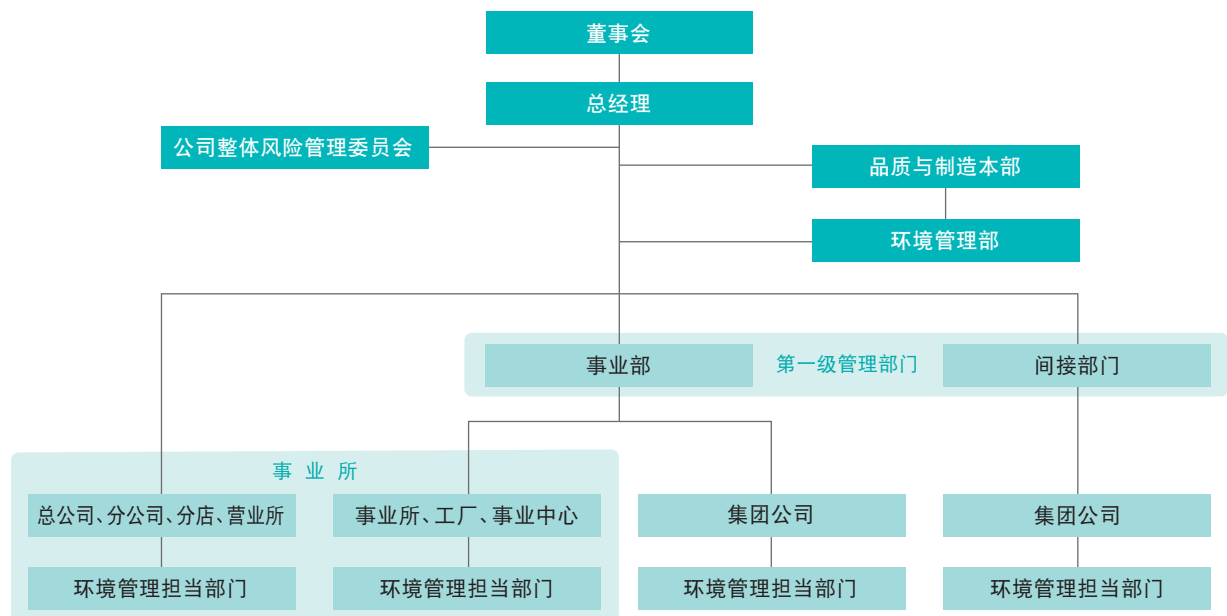 董事会
总经理
公司整体风险管理委员会
品质与制造本部
环境管理部
事业部
第一级管理部门
间接部门
事业所
总公司、分公司、分店、营业所
事业所、工厂、事业中心
集团公司
集团公司
环境管理担当部门
环境管理担当部门
环境管理担当部门
环境管理担当部门